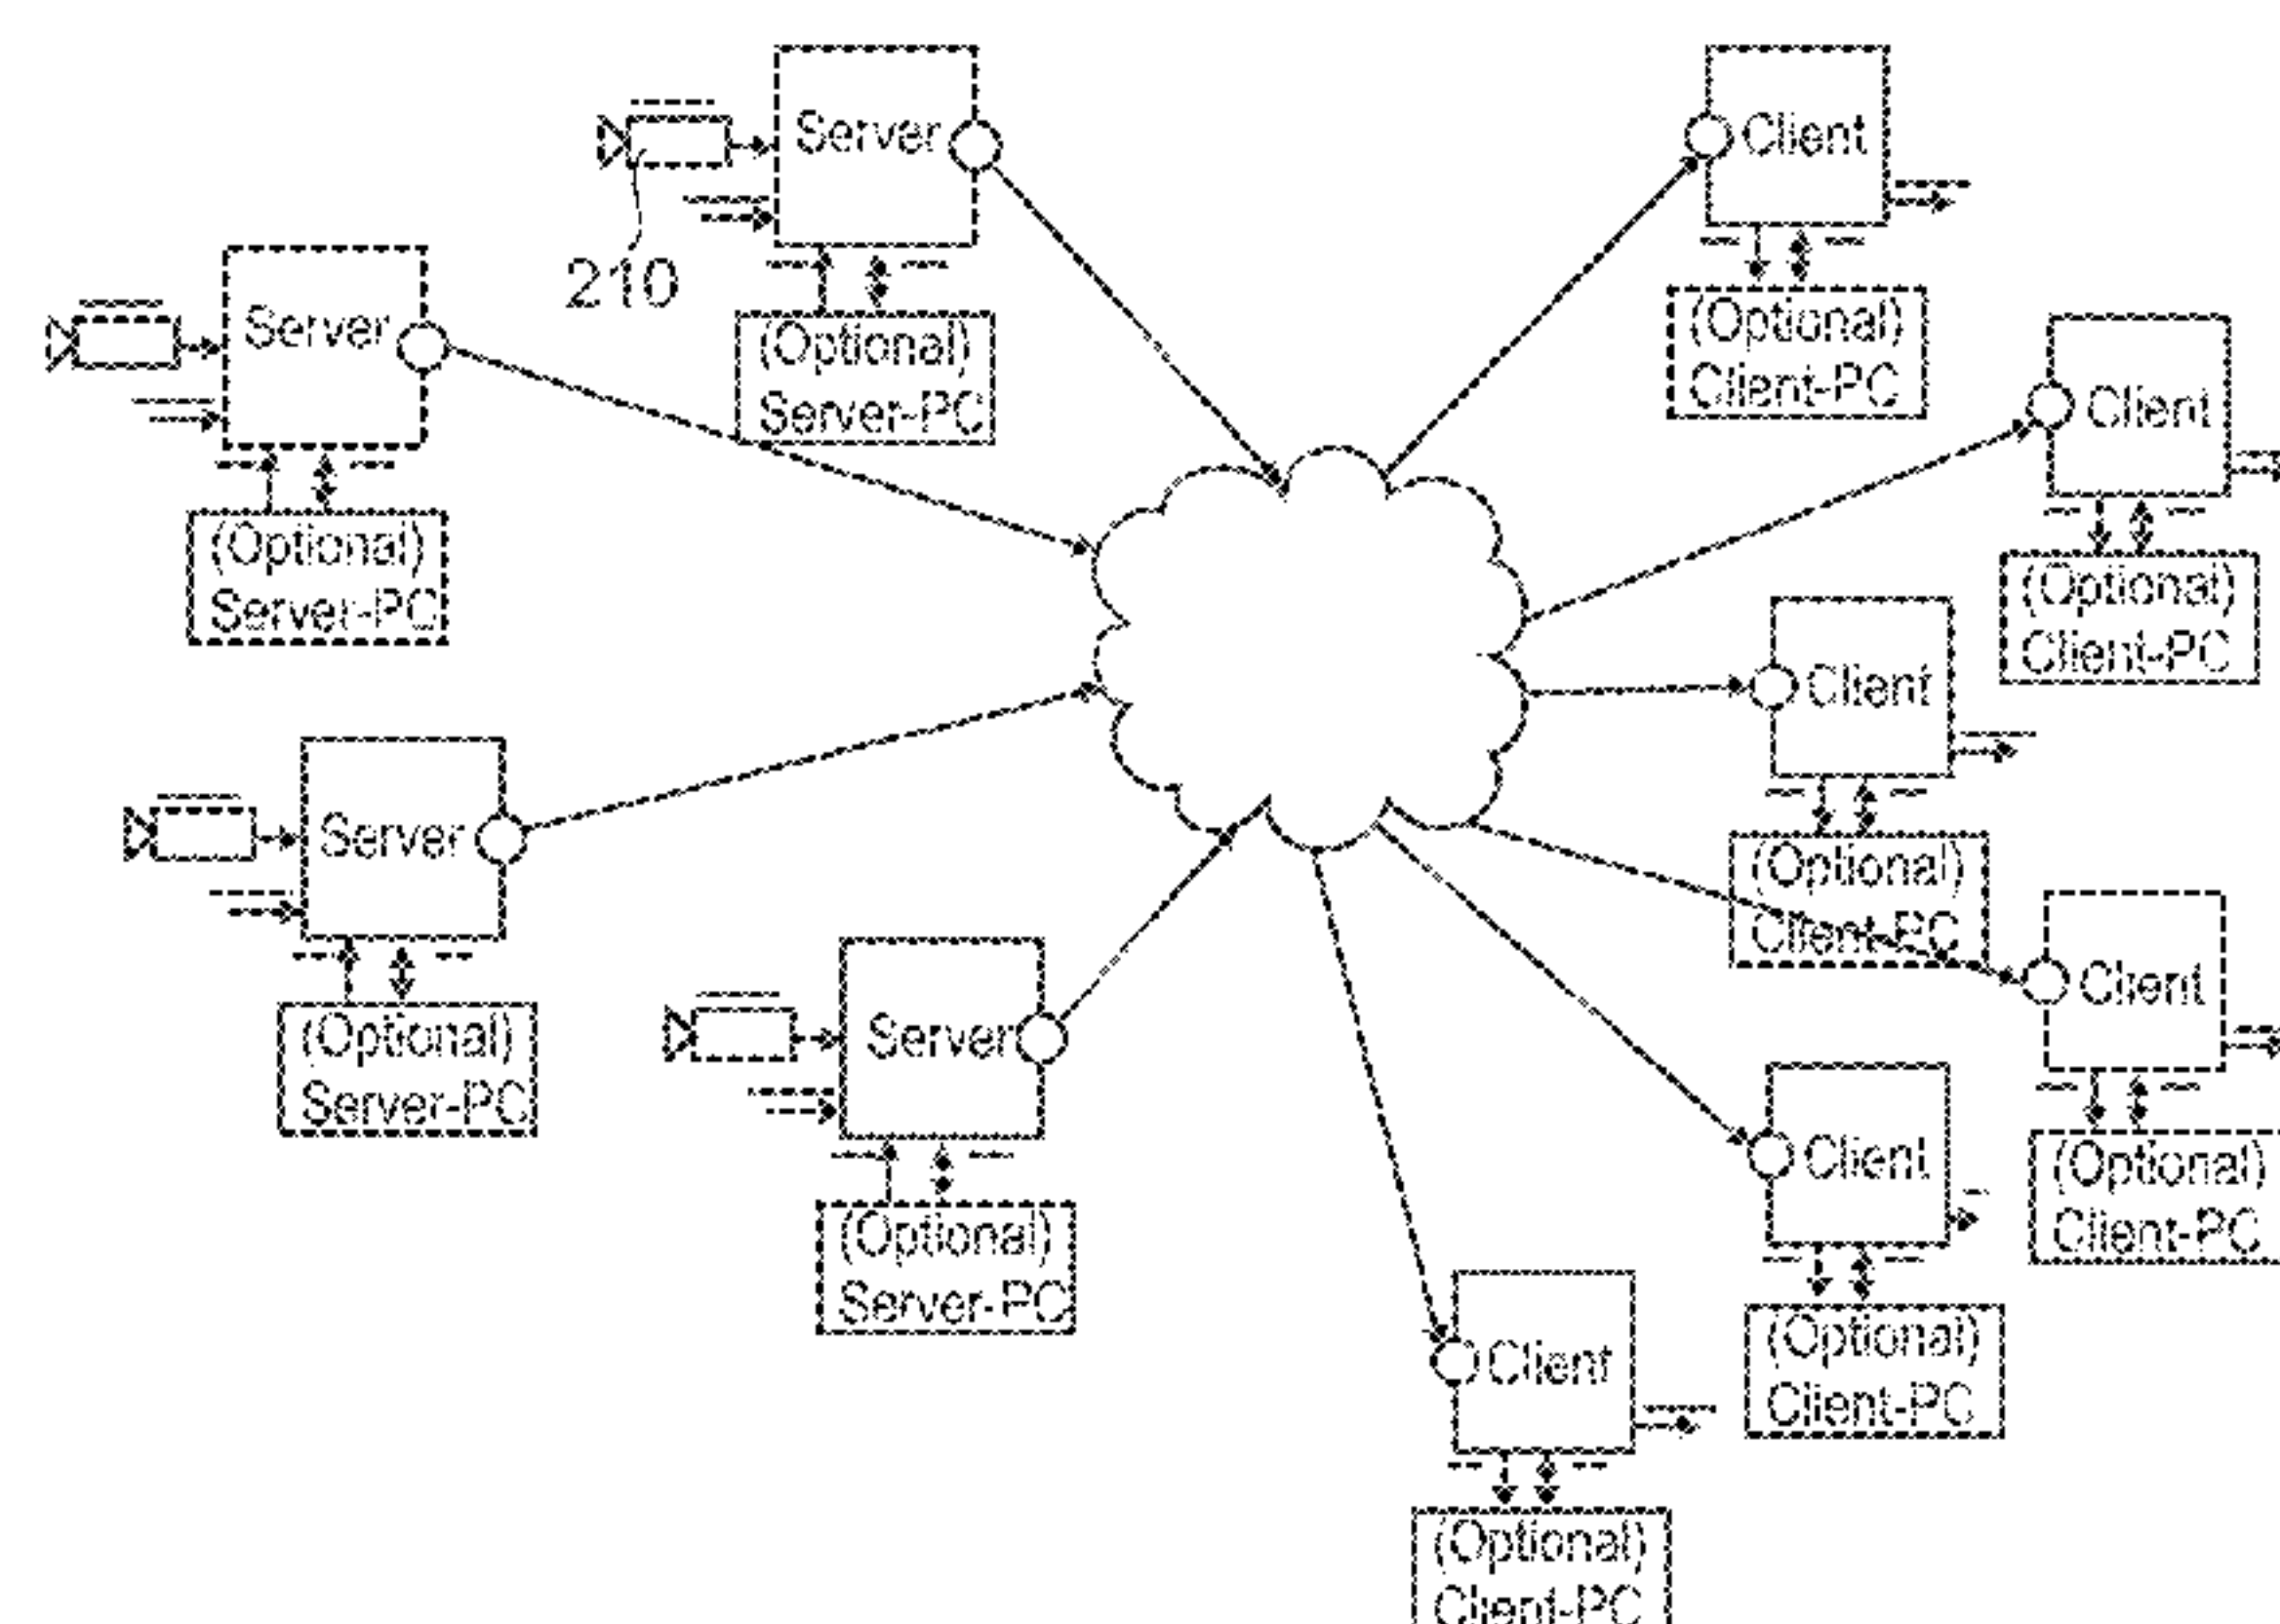 Server
210
(Optional)
Server-PC
Server
(Optional)
Server-PC
Server
(Optional)
Server-PC
Server
(Optional)
Server-PC
Client
(Optional)
Client-PC
Client
(Optional)
Client-PC
Client
(Optional)
Client-PC
Client
(Optional)
Client-PC
Client
(Optional)
Client-PC
Client
(Optional)
Client-PC